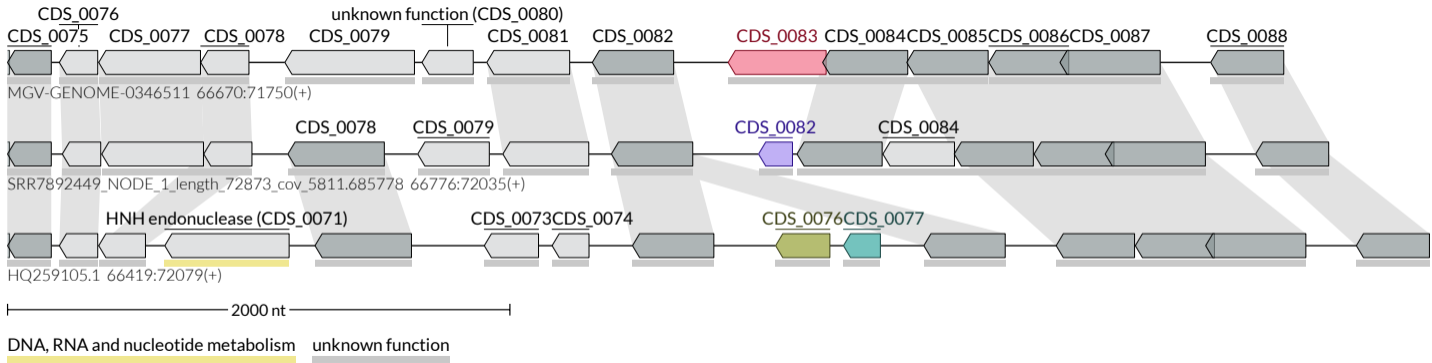 CDS_0076 unknown function (CDS_0080)
CDS_0075 CDS_0077 CDS_0078 CDS_0079 CDS_0081 CDS_0082 CDS_0083 CDS_0084 CDS_0085 CDS_0086 CDS_0087 CDS_0088
MGV-GENOME-0346511 66670:71750(+)
CDS_0078 CDS_0079 CDS_0082 CDS_0084
SRR7892449_NODE_1_length_72873_cov_5811.685778 66776:72035(+)
HNH endonuclease (CDS_0071) CDS_0073 CDS_0074 CDS_0076 CDS_0077
HQ259105.1 66419:72079(+)
2000 nt
DNA, RNA and nucleotide metabolism unknown function